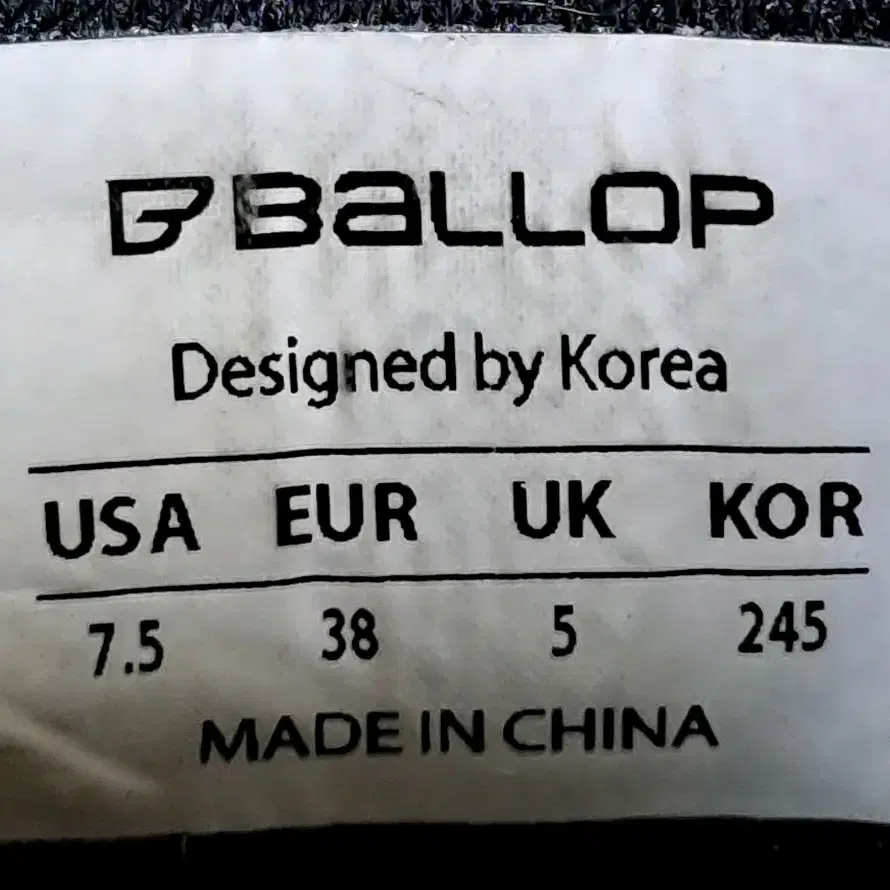 BaLLOP
Designed by Korea
USA EUR UK KOR
7.5 38 5 245
MADE IN CHINA